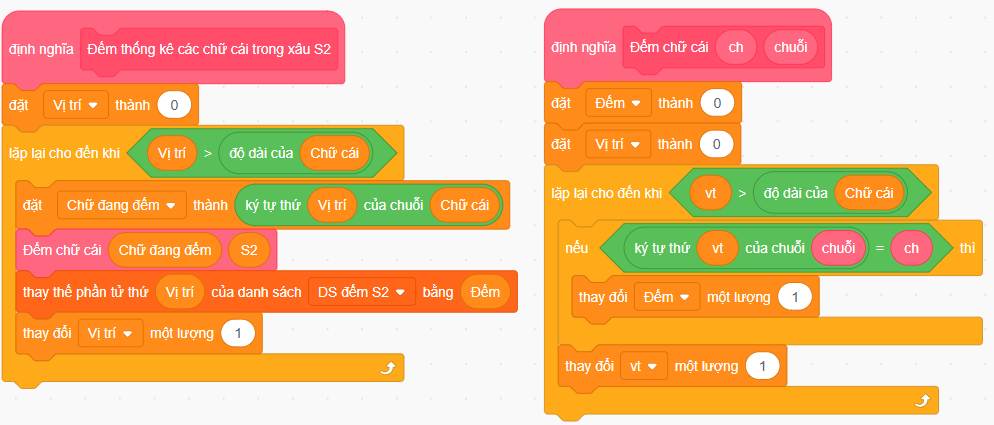 định nghĩa Đếm thống kê các chữ cái trong xâu S2
đặt Vị trí thành 0
lặp lại cho đến khi Vị trí > độ dài của Chữ cái
đặt Chữ đang đếm thành ký tự thứ Vị trí của chuỗi Chữ cái
Đếm chữ cái Chữ đang đếm S2
thay thế phần tử thứ Vị trí của danh sách DS đếm S2 bằng Đếm
thay đổi Vị trí một lượng 1
định nghĩa Đếm chữ cái ch chuỗi
đặt Đếm thành 0
đặt Vị trí thành 0
lặp lại cho đến khi vt > độ dài của Chữ cái
nếu ký tự thứ vt của chuỗi chuỗi = ch thì
thay đổi Đếm một lượng 1
thay đổi vt một lượng 1